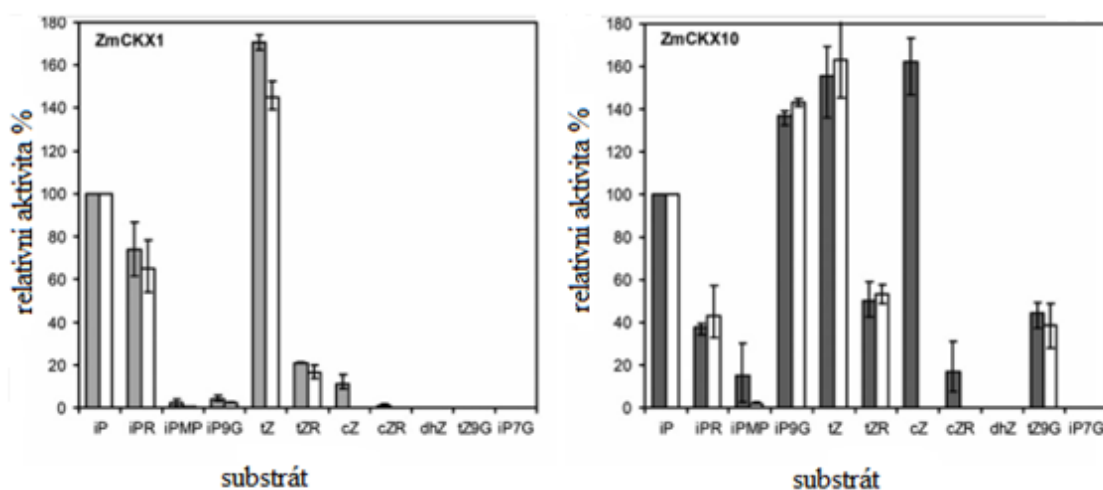 ZmCKX1
relativni aktivita %
180
160
140
120
100
80
60
40
20
0
iP iPR iPMP iP9G tZ tZR cZ cZR dhZ tZ9G iP7G
substrát
ZmCKX10
relativni aktivita %
180
160
140
120
100
80
60
40
20
0
iP iPR iPMP iP9G tZ tZR cZ cZR dhZ tZ9G iP7G
substrát